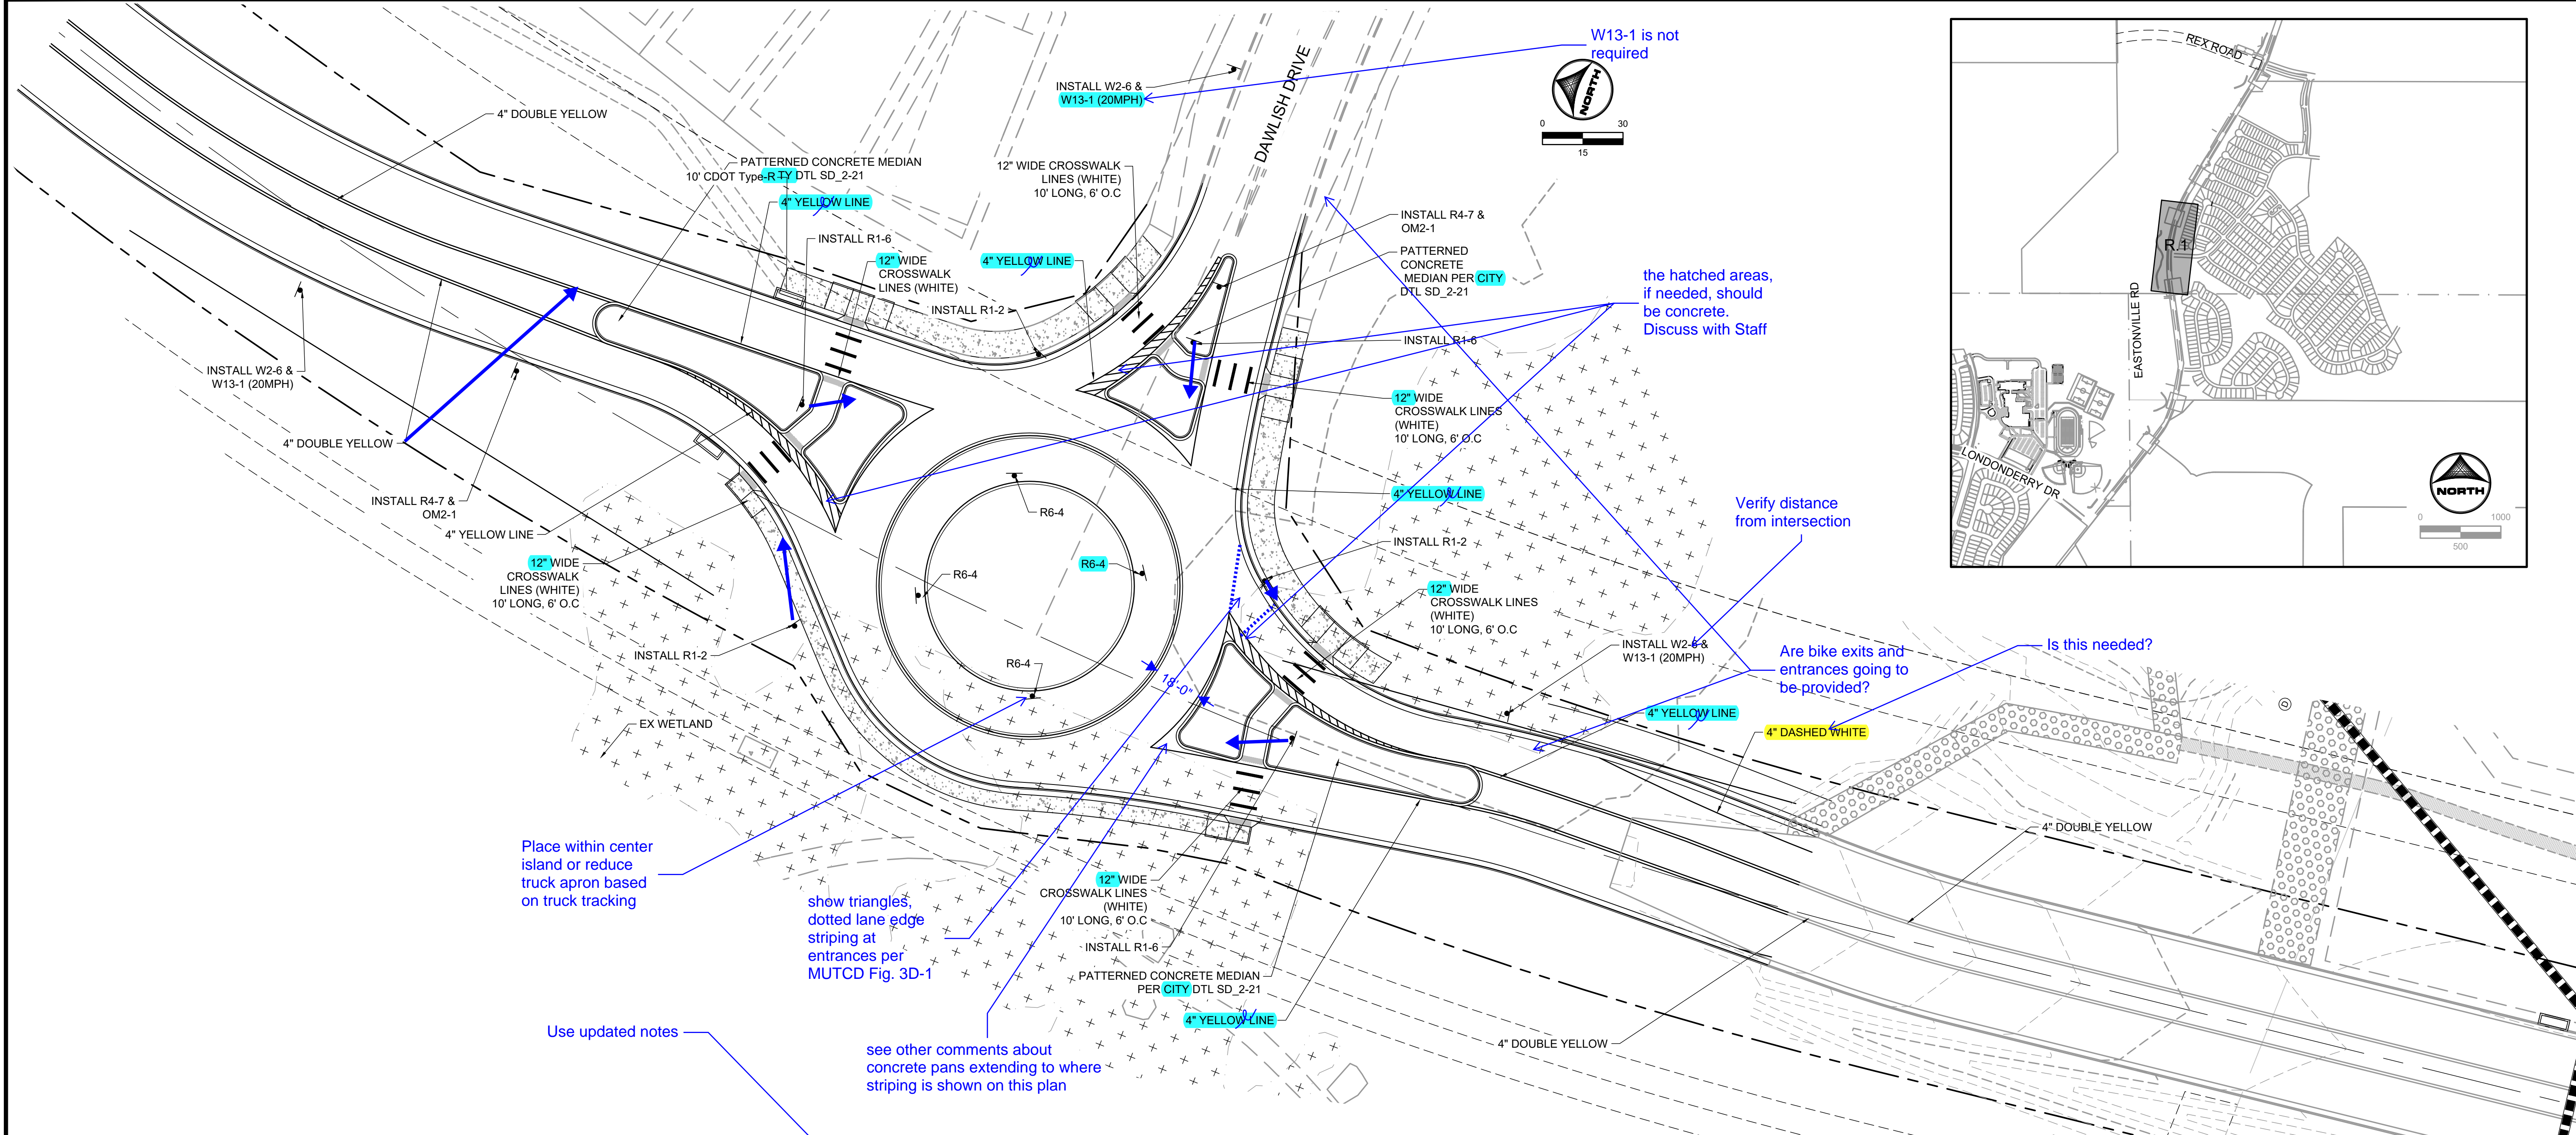 W13-1 is not
required
INSTALL W2-6 &
W13-1 (20MPH)
DAWLISH DRIVE
NORTH
0 30
15
REX ROAD
R.1
EASTONVILLE RD
LONDONDERRY DR
NORTH
0 1000
500
4" DOUBLE YELLOW
PATTERNED CONCRETE MEDIAN
10' CDOT Type-R TY DTL SD_2-21
4" YELLOW LINE
12" WIDE CROSSWALK
LINES (WHITE)
10' LONG, 6' O.C
INSTALL R1-6
12" WIDE
CROSSWALK
LINES (WHITE)
4" YELLOW LINE
INSTALL R1-2
INSTALL R4-7 &
OM2-1
PATTERNED
CONCRETE
MEDIAN PER CITY
DTL SD_2-21
the hatched areas,
if needed, should
be concrete.
Discuss with Staff
INSTALL R1-6
INSTALL W2-6 &
W13-1 (20MPH)
12" WIDE
CROSSWALK LINES
(WHITE)
10' LONG, 6' O.C
4" DOUBLE YELLOW
INSTALL R4-7 &
OM2-1
4" YELLOW LINE
4" YELLOW LINE
Verify distance
from intersection
R6-4
12" WIDE
CROSSWALK
LINES (WHITE)
10' LONG, 6' O.C
R6-4
R6-4
INSTALL R1-2
12" WIDE
CROSSWALK LINES
(WHITE)
10' LONG, 6' O.C
INSTALL R1-2
R6-4
18'-0"
INSTALL W2-6 &
W13-1 (20MPH)
Are bike exits and
entrances going to
be provided?
Is this needed?
EX WETLAND
4" YELLOW LINE
4" DASHED WHITE
D
4" DOUBLE YELLOW
Place within center
island or reduce
truck apron based
on truck tracking
show triangles,
dotted lane edge
striping at
entrances per
MUTCD Fig. 3D-1
12" WIDE
CROSSWALK LINES
(WHITE)
10' LONG, 6' O.C
INSTALL R1-6
PATTERNED CONCRETE MEDIAN
PER CITY DTL SD_2-21
4" YELLOW LINE
Use updated notes
see other comments about
concrete pans extending to where
striping is shown on this plan
4" DOUBLE YELLOW